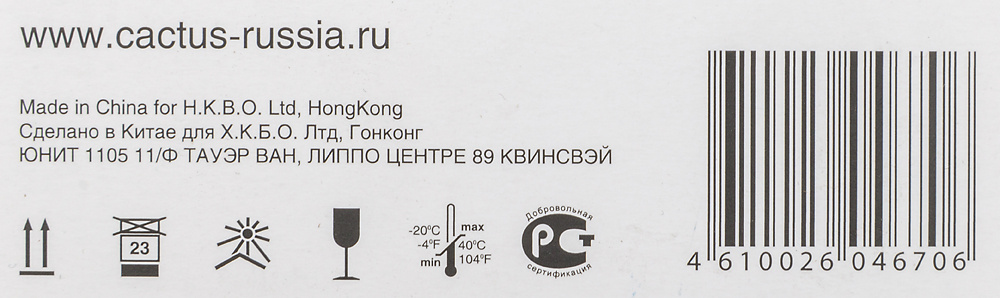 www.cactus-russia.ru
Made in China for H.K.B.O. Ltd, HongKong
Сделано в Китае для Х.К.Б.О. Лтд, Гонконг
ЮНИТ 1105 11/Ф ТАУЭР ВАН, ЛИППО ЦЕНТРЕ 89 КВИНСВЭЙ
23
-20°C max
-4°F 40°C
min 104°F
Добровольная
РСТ
сертификация
4 610026 046706